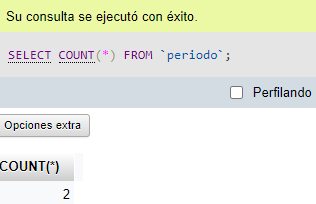 Su consulta se ejecutó con éxito.
SELECT COUNT(*) FROM `periodo`;
Perfilando
Opciones extra
COUNT(*)
2